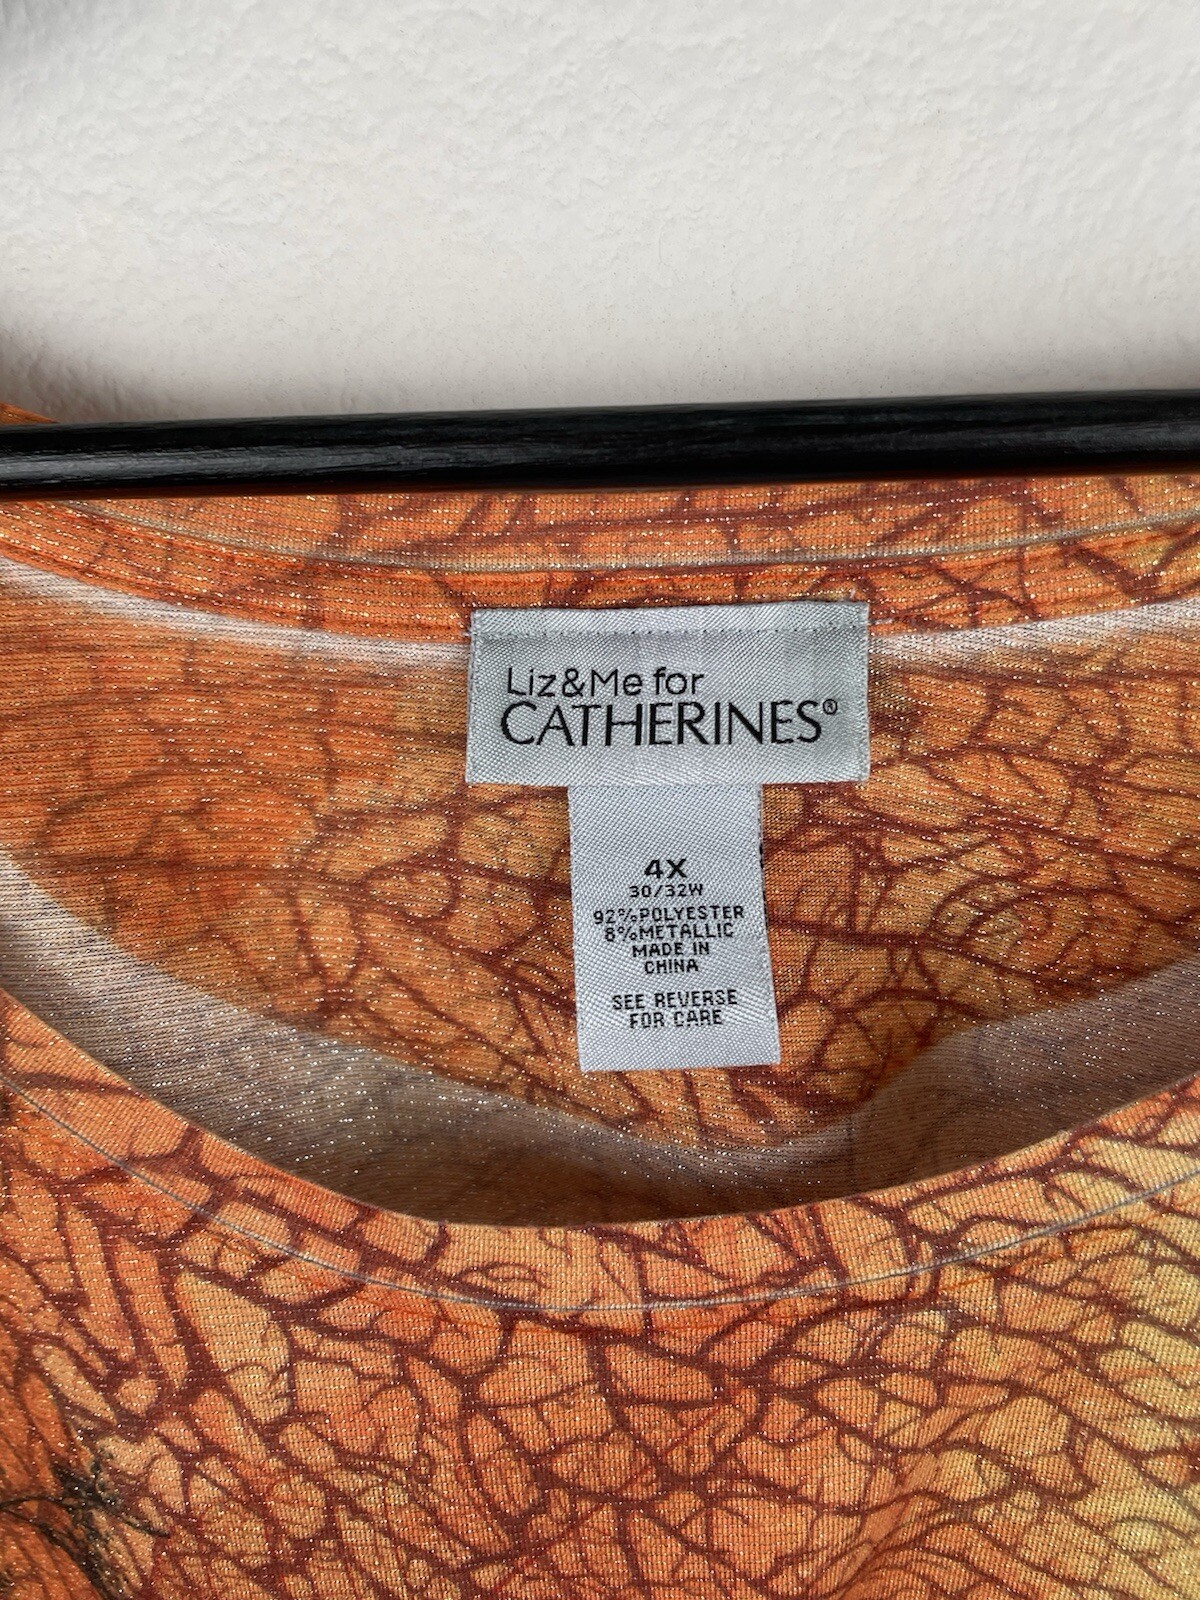 Liz&Me for
CATHERINES®
4X
30/32W
92%POLYESTER
8%METALLIC
MADE IN
CHINA
SEE REVERSE
FOR CARE